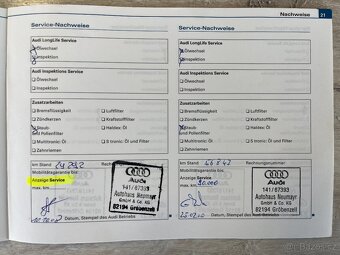 Nachweise 21
Service-Nachweise
Audi LongLife Service
Ölwechsel
Inspektion
Audi Inspektions Service
Ölwechsel
Inspektion
Zusatzarbeiten
Bremsflüssigkeit
Luftfilter
Zündkerzen
Kraftstofffilter
Staub-
und Pollenfilter
Haldex: Öl
Multitronic: Öl
S tronic: Öl und Filter
Zahnriemen
km Stand
Mobilitätsgarantie bis:
Anzeige Service
max. km
Audi
141/67393
Autohaus Neumayr
GmbH & Co. KG
82194 Gröbenzell
Datum, Stempel des Audi Betriebs
Service-Nachweise
Audi LongLife Service
Ölwechsel
Inspektion
Audi Inspektions Service
Ölwechsel
Inspektion
Zusatzarbeiten
Bremsflüssigkeit
Luftfilter
Zündkerzen
Kraftstofffilter
Staub-
und Pollenfilter
Haldex: Öl
Multitronic: Öl
S tronic: Öl und Filter
Zahnriemen
km Stand
Rechnungsnummer:
Mobilitätsgarantie bis:
Anzeige Service
max. km 30.000
Audi
141/67393
Autohaus Neumayr
GmbH & Co. KG
82194 Gröbenzell
Datum, Stempel des Audi Betriebs